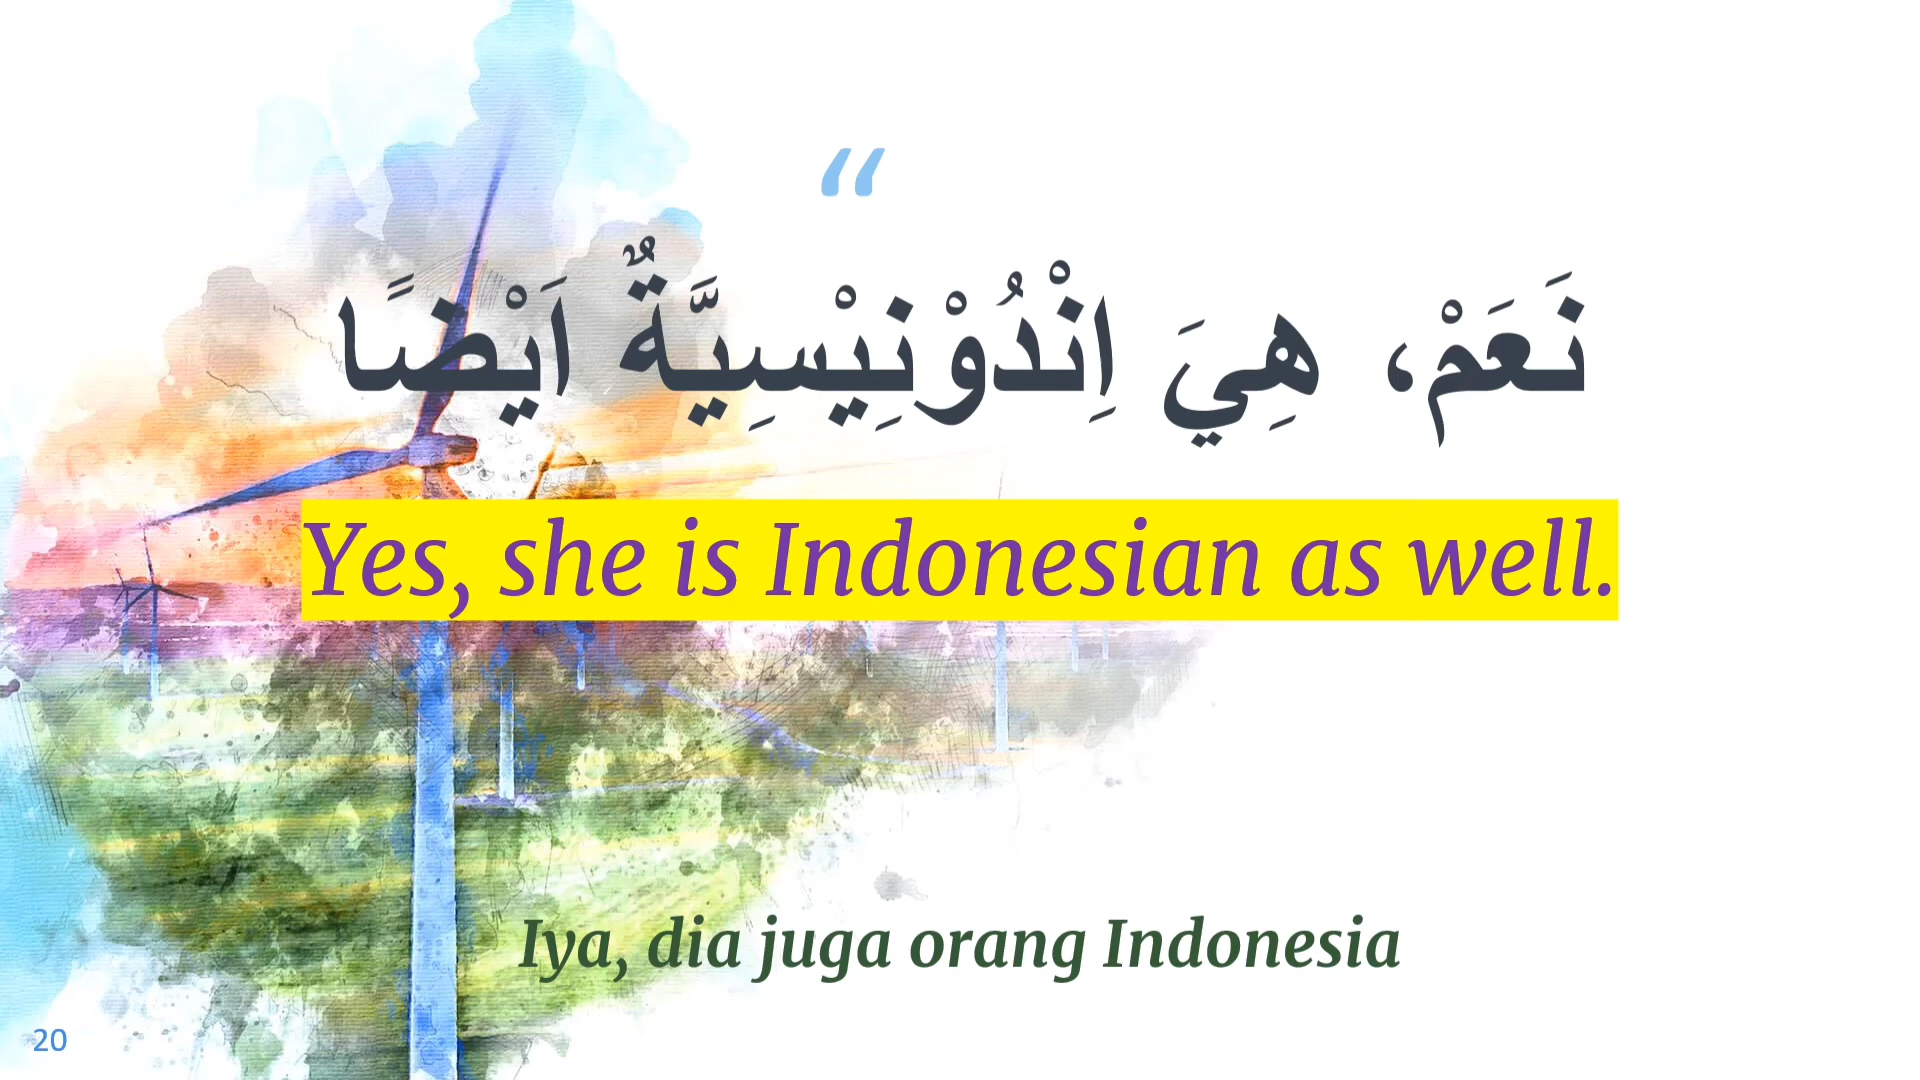 “
نَعَمْ، هِيَ اِنْدُوْنِيْسِيَّةٌ اَيْضًا
Yes, she is Indonesian as well.
Iya, dia juga orang Indonesia
20